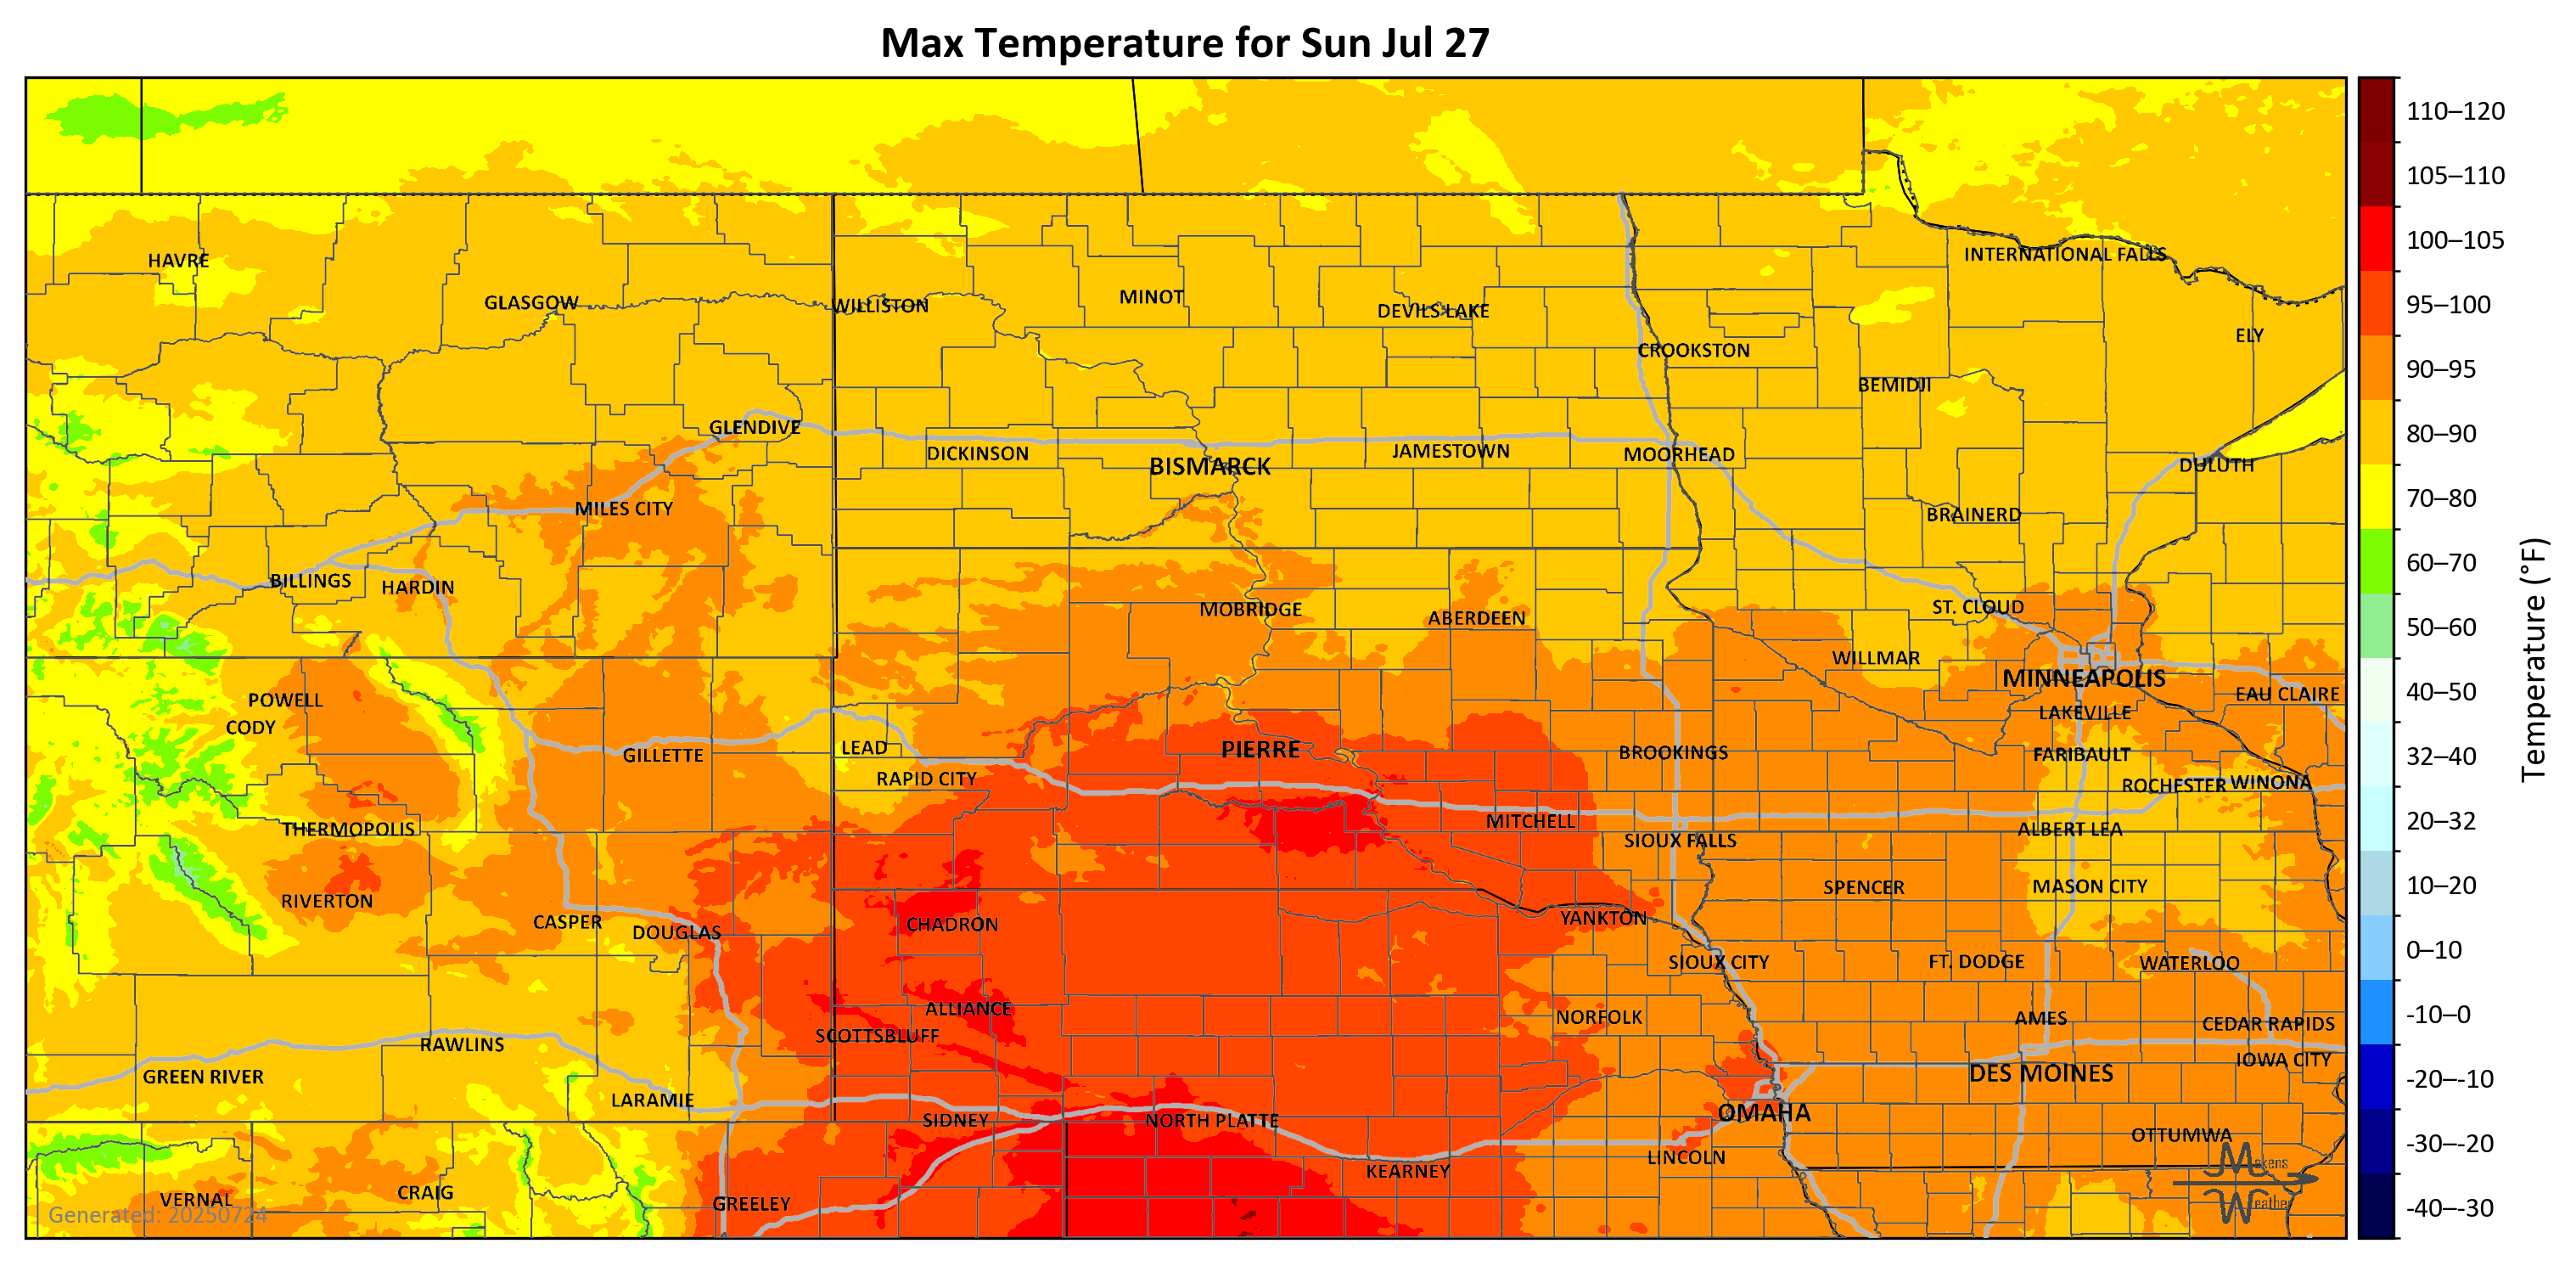 Max Temperature for Sun Jul 27
110–120
105–110
100–105
95–100
90–95
80–90
70–80
60–70
50–60
40–50
32–40
20–32
10–20
0–10
-10–0
-20–-10
-30–-20
-40–-30
Temperature (°F)
HAVRE
GLASGOW
WILLISTON
MINOT
DEVILS LAKE
INTERNATIONAL FALLS
ELY
CROOKSTON
BEMIDJI
GLENDIVE
DICKINSON
BISMARCK
JAMESTOWN
MOORHEAD
DULUTH
MILES CITY
BRAINERD
BILLINGS
HARDIN
MOBRIDGE
ABERDEEN
ST. CLOUD
WILLMAR
MINNEAPOLIS
EAU CLAIRE
POWELL
CODY
LAKEVILLE
GILLETTE
LEAD
PIERRE
BROOKINGS
FARIBAULT
RAPID CITY
ROCHESTER
WINONA
THERMOPOLIS
MITCHELL
ALBERT LEA
SIOUX FALLS
SPENCER
MASON CITY
RIVERTON
CASPER
DOUGLAS
CHADRON
YANKTON
SIOUX CITY
FT. DODGE
WATERLOO
ALLIANCE
NORFOLK
AMES
CEDAR RAPIDS
SCOTTSBLUFF
RAWLINS
IOWA CITY
GREEN RIVER
DES MOINES
LARAMIE
SIDNEY
NORTH PLATTE
OMAHA
OTTUMWA
LINCOLN
KEARNEY
VERNAL
CRAIG
GREELEY
Generated: 20250724
Makens
Weather